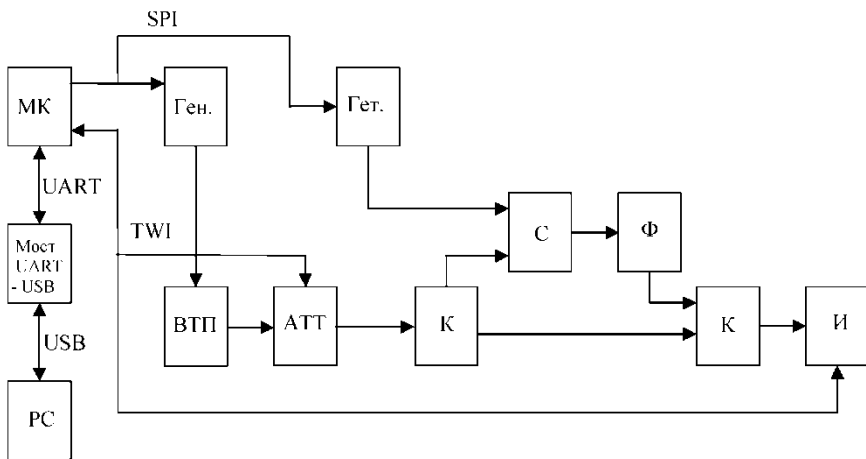 SPI
МК
Ген.
Гет.
UART
С
Ф
TWI
Мост
UART
- USB
ВТП
АТТ
К
К
И
USB
PC